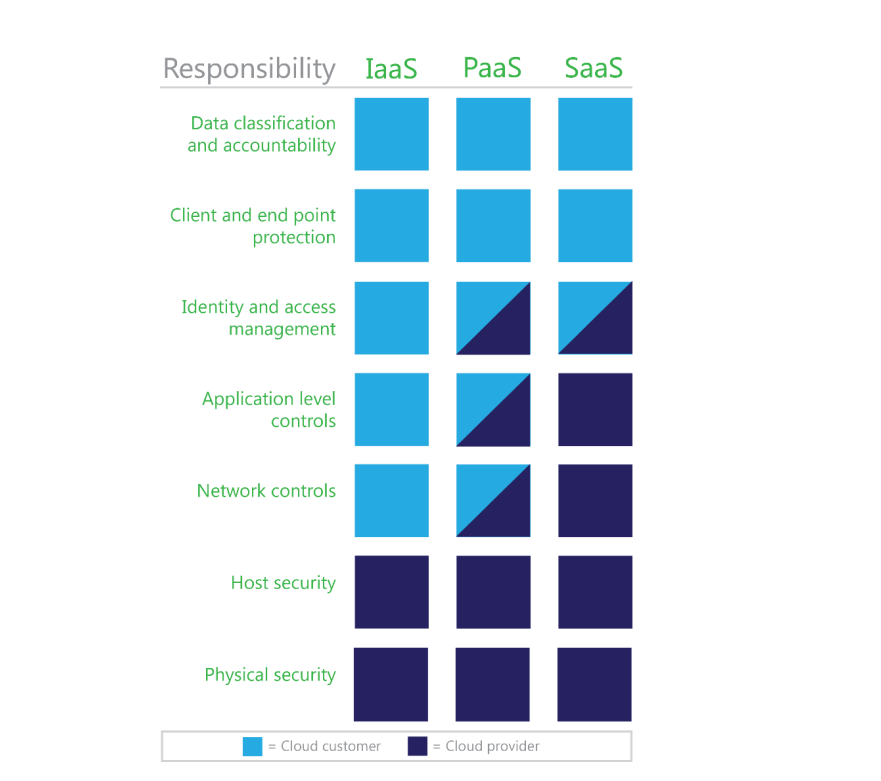 Responsibility IaaS PaaS SaaS
Data classification
and accountability
Client and end point
protection
Identity and access
management
Application level
controls
Network controls
Host security
Physical security
= Cloud customer = Cloud provider